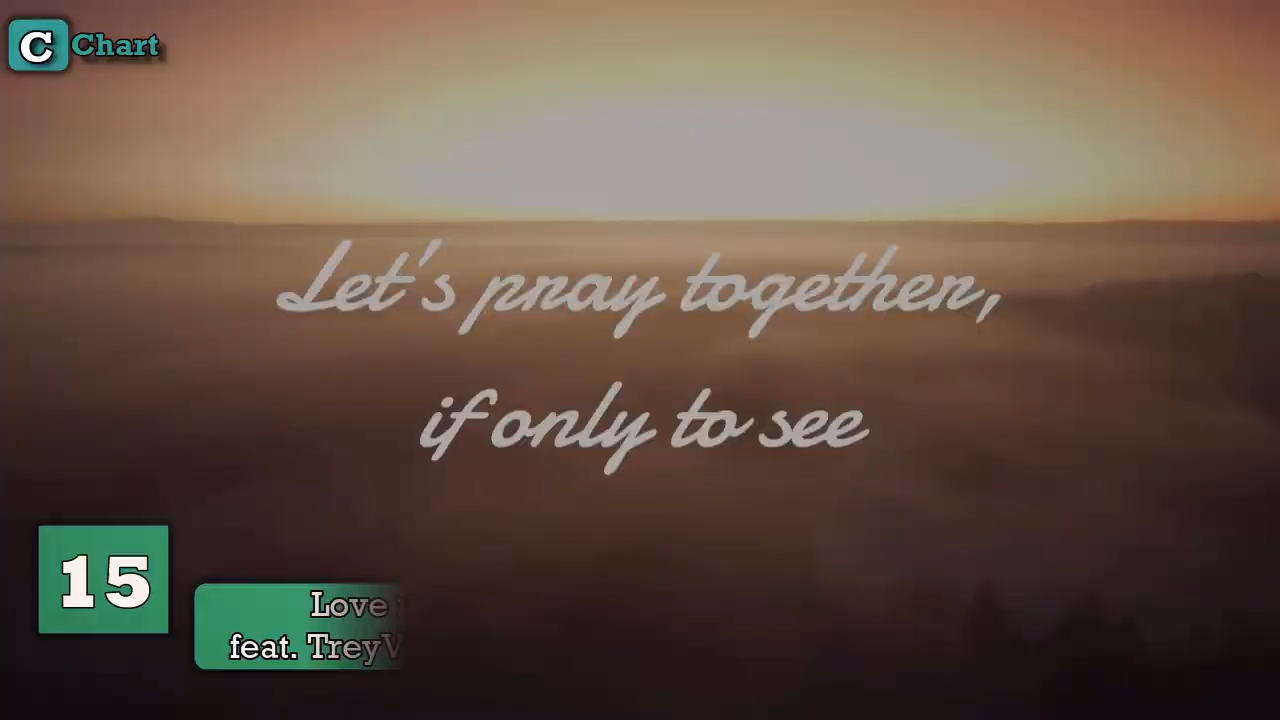 C Chart
Let's pray together,
if only to see
15
Love
feat.